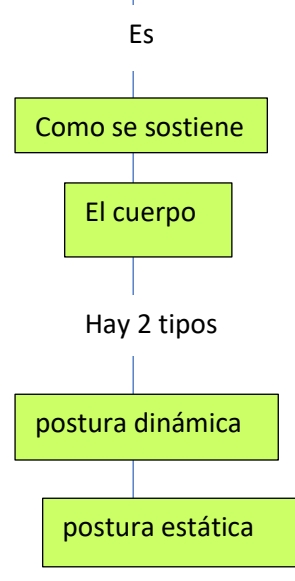 Es
Como se sostiene
El cuerpo
Hay 2 tipos
postura dinámica
postura estática